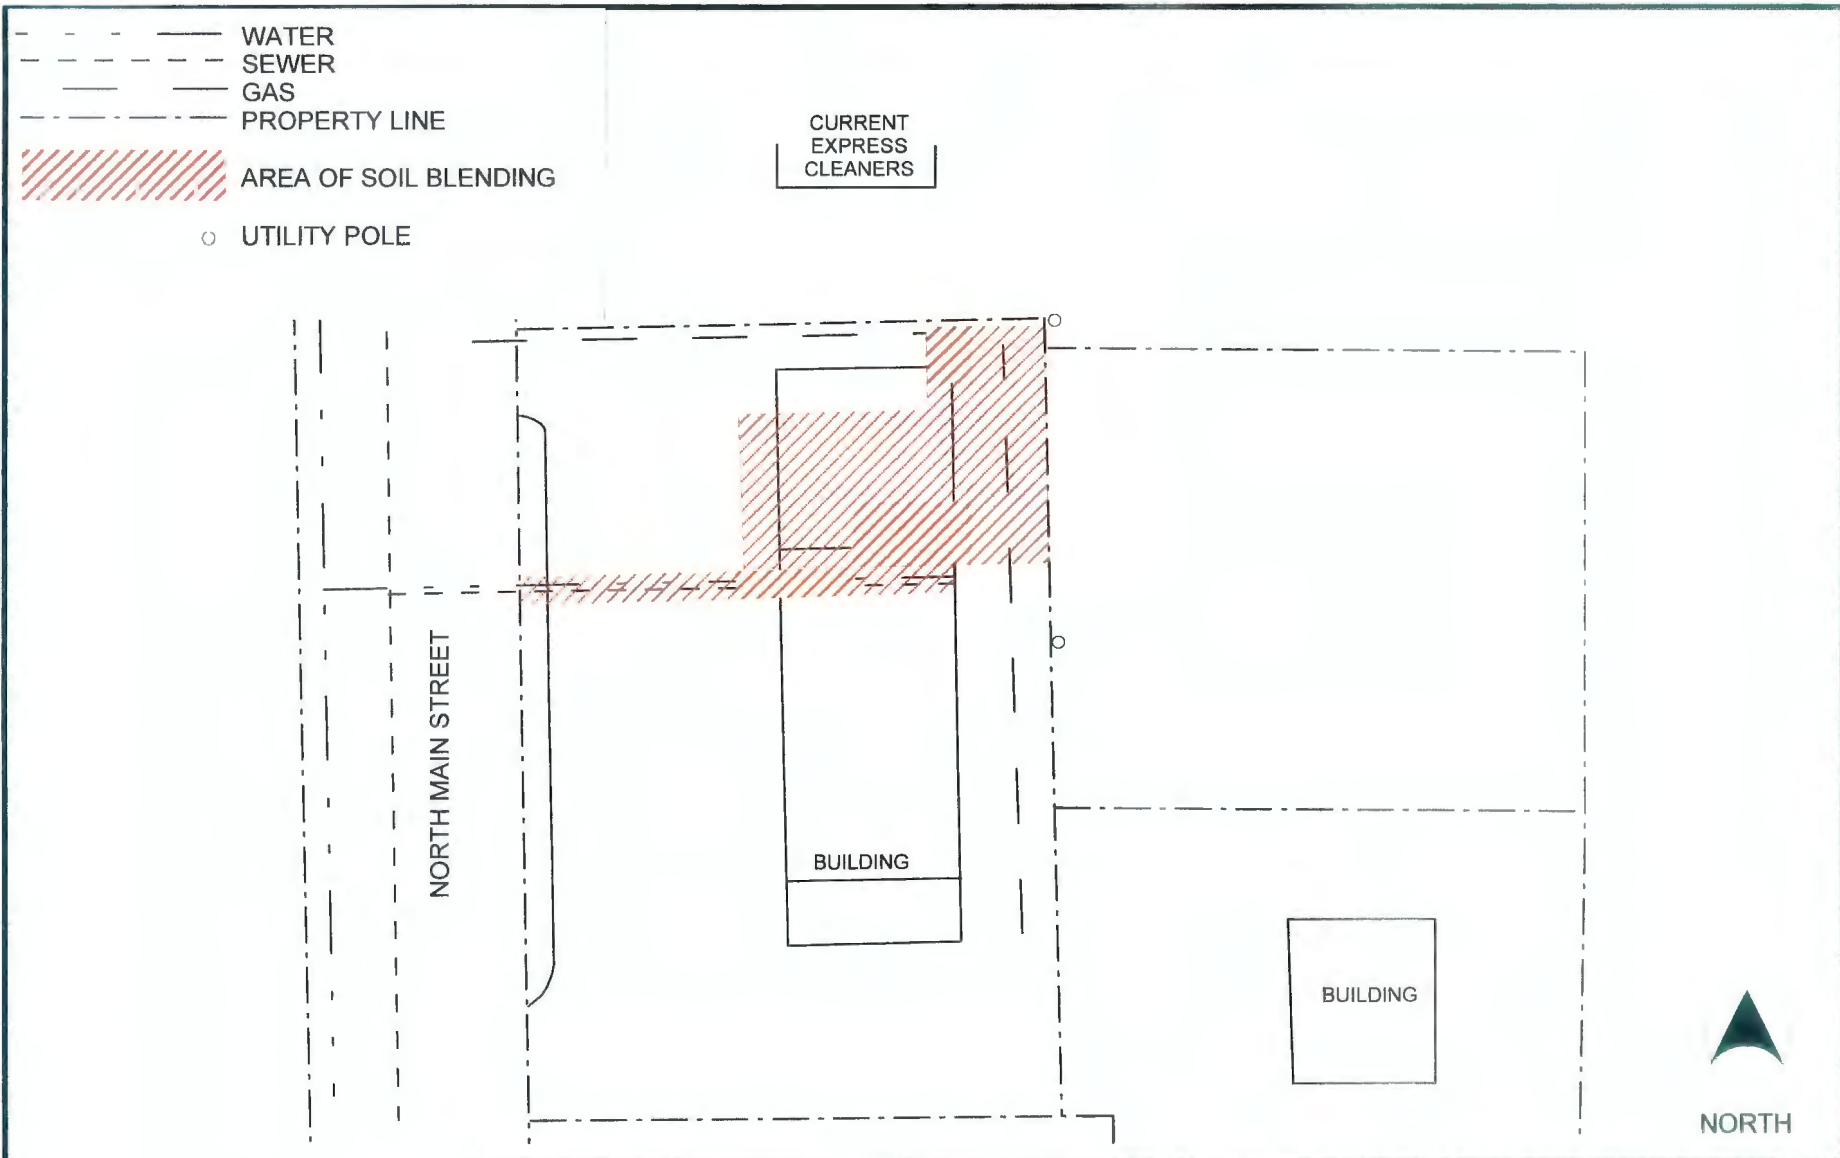 WATER
SEWER
GAS
PROPERTY LINE
AREA OF SOIL BLENDING
UTILITY POLE
CURRENT
EXPRESS
CLEANERS
NORTH MAIN STREET
BUILDING
BUILDING
NORTH